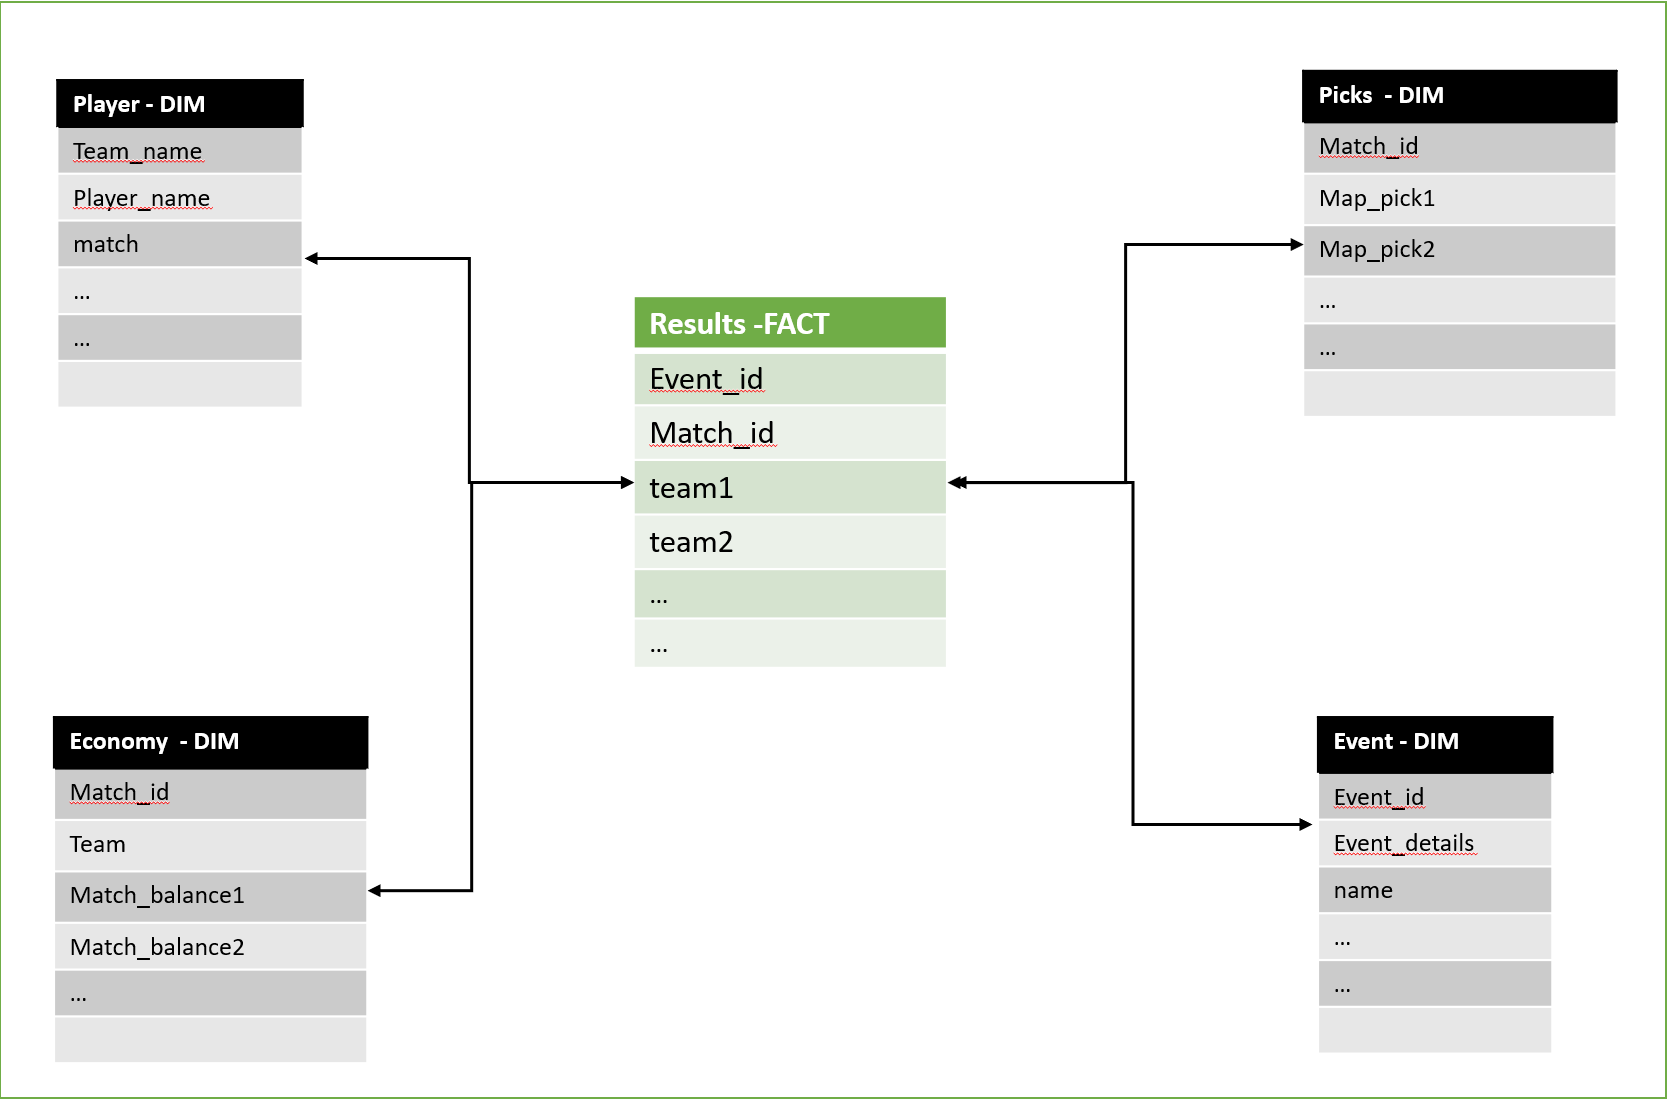 Player - DIM
Team_name
Player_name
match
...
...
Picks  - DIM
Match_id
Map_pick1
Map_pick2
...
...
Results -FACT
Event_id
Match_id
team1
team2
...
...
Economy  - DIM
Match_id
Team
Match_balance1
Match_balance2
...
Event - DIM
Event_id
Event_details
name
...
...